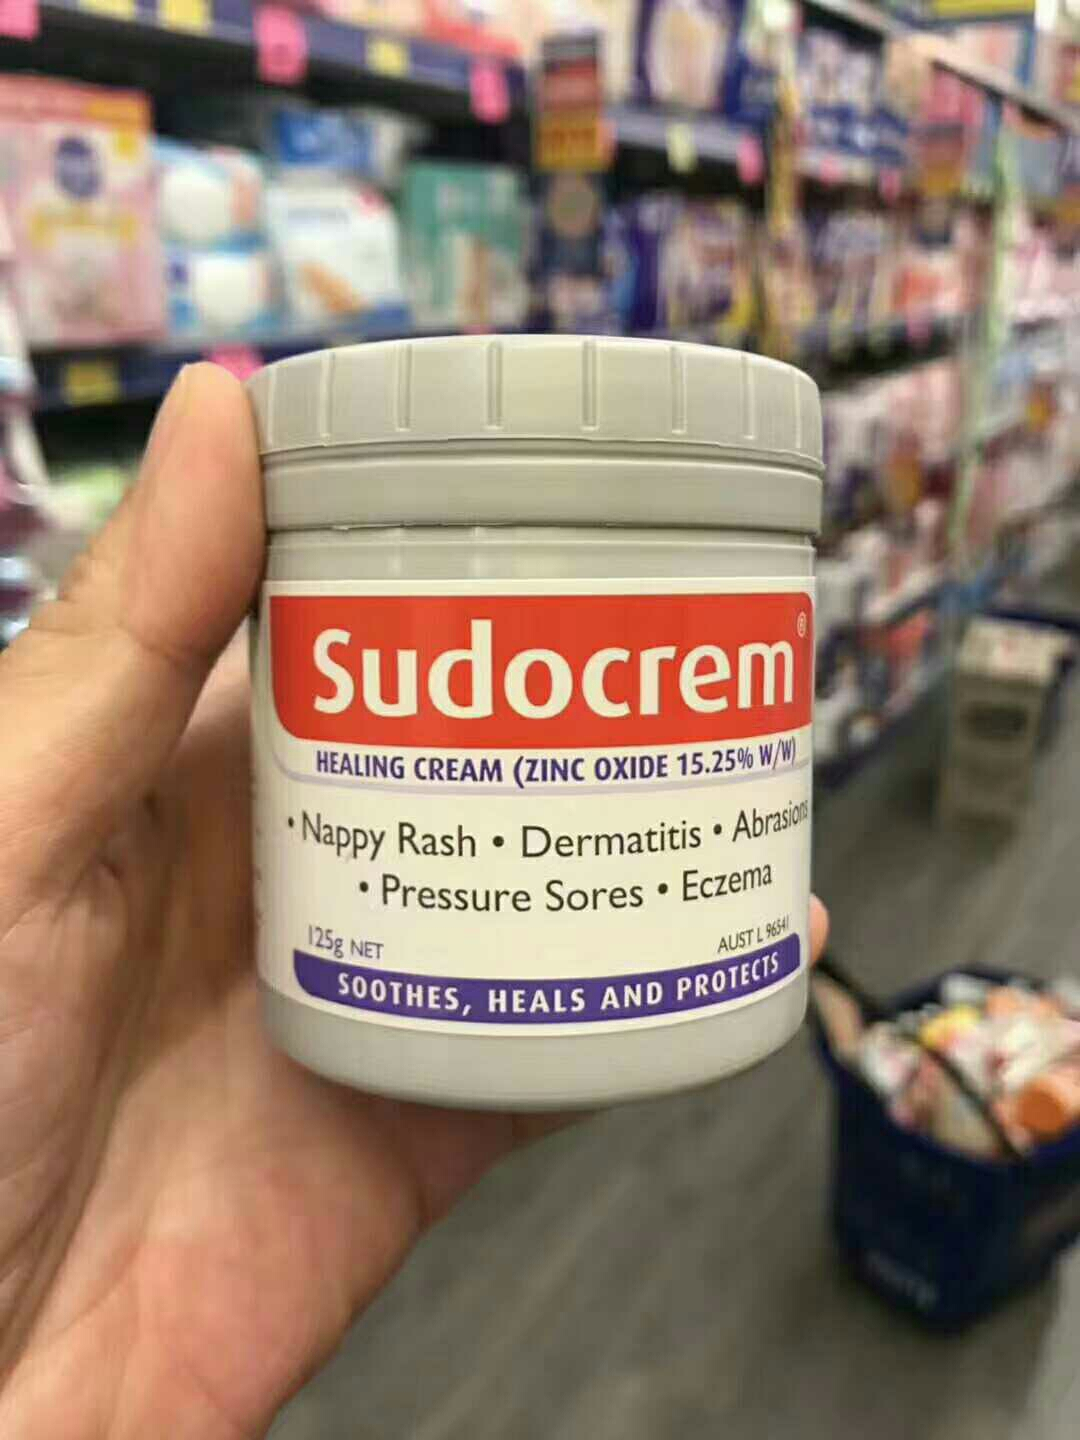 Sudocrem®
HEALING CREAM (ZINC OXIDE 15.25% W/W)
• Nappy Rash • Dermatitis • Abrasions
• Pressure Sores • Eczema
125g NET
AUST L 96541
SOOTHES, HEALS AND PROTECTS